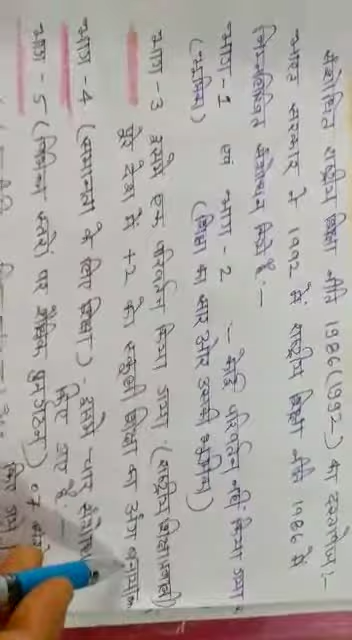 संशोधित राष्ट्रीय शिक्षा नीति 1986 (1992) का दस्तावेज :-
भारत सरकार ने 1992 में राष्ट्रीय शिक्षा नीति 1986 में
निम्नलिखित संशोधन किये है :-
भाग-1 एवं भाग-2 :- कोई परिवर्तन नहीं किया गया
(भूमिका) (शिक्षा का सार और उसकी भूमिका)
भाग-3 इसमें एक परिवर्तन किया गया (राष्ट्रीय शिक्षा प्रणाली)
पूरे देश में +2 को स्कूली शिक्षा का अंग बनाया
भाग-4 (समानता के लिए शिक्षा) - इसमें चार
किए गए हैं :-
भाग-5 (विभिन्न स्तरों पर शैक्षिक पुनर्गठन) 07
किए गये